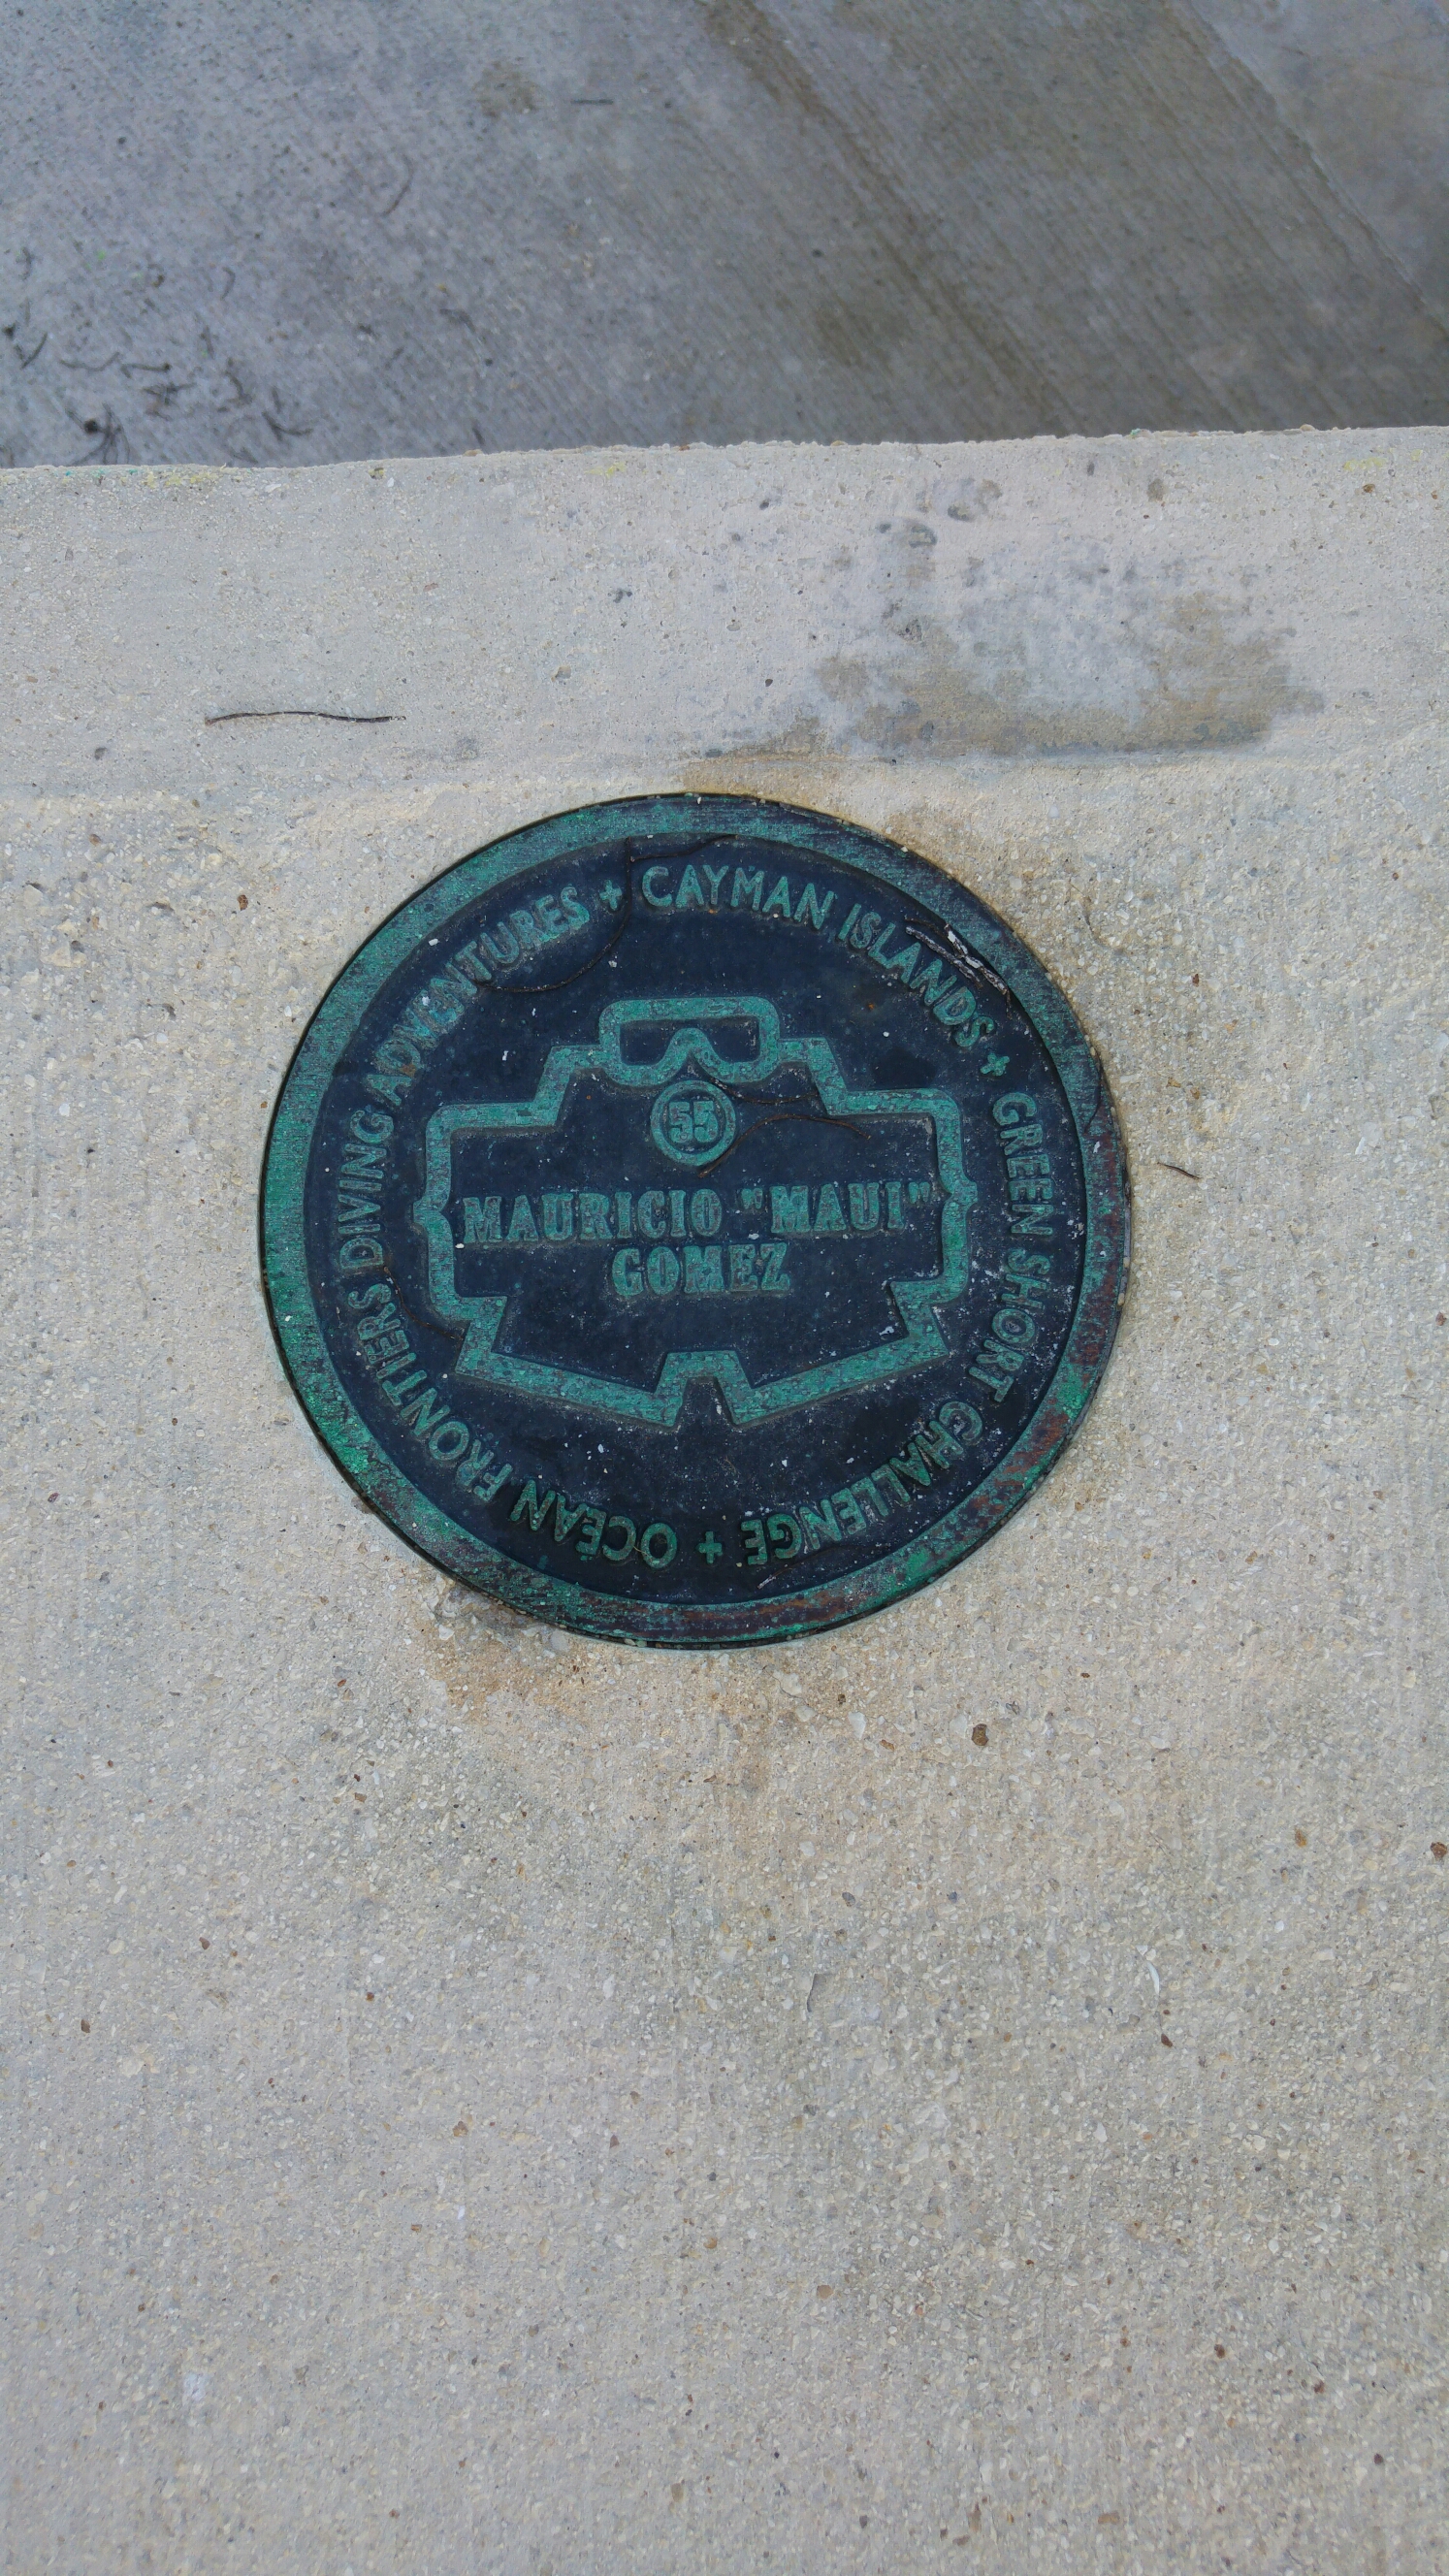 CAYMAN ISLANDS + GREEN SHORT CHALLENGE + OCEAN FRONTIERS DIVING ADVENTURES +
55
MAURICIO "MAUI"
GOMEZ